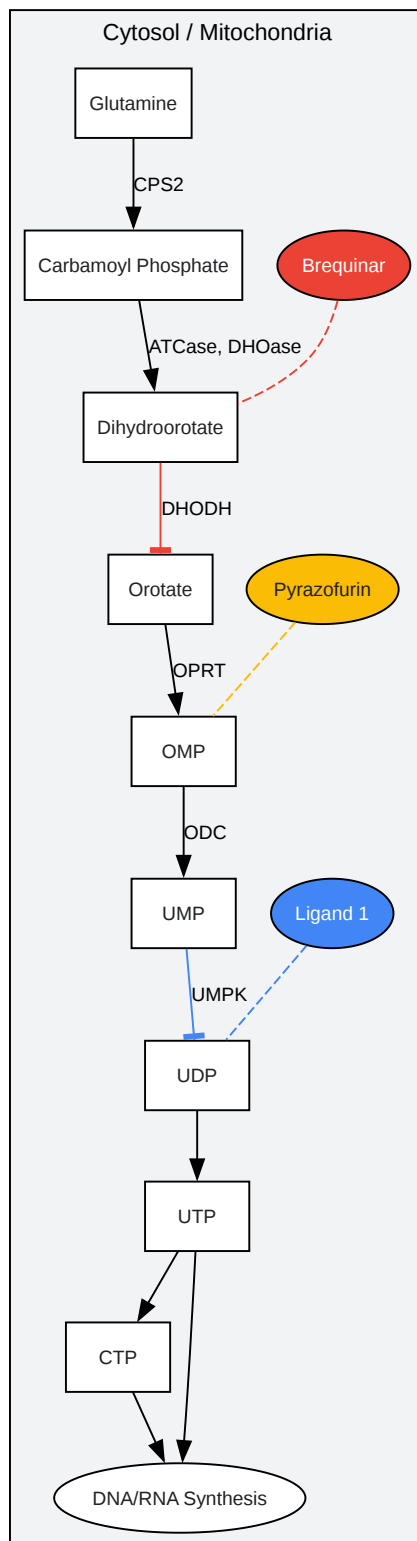 Cytosol / Mitochondria
Glutamine
CPS2
Carbamoyl Phosphate
Brequinar
ATCase, DHOase
Dihydroorotate
DHODH
Orotate
Pyrazofurin
OPRT
OMP
ODC
UMP
Ligand 1
UMPK
UDP
UTP
CTP
DNA/RNA Synthesis